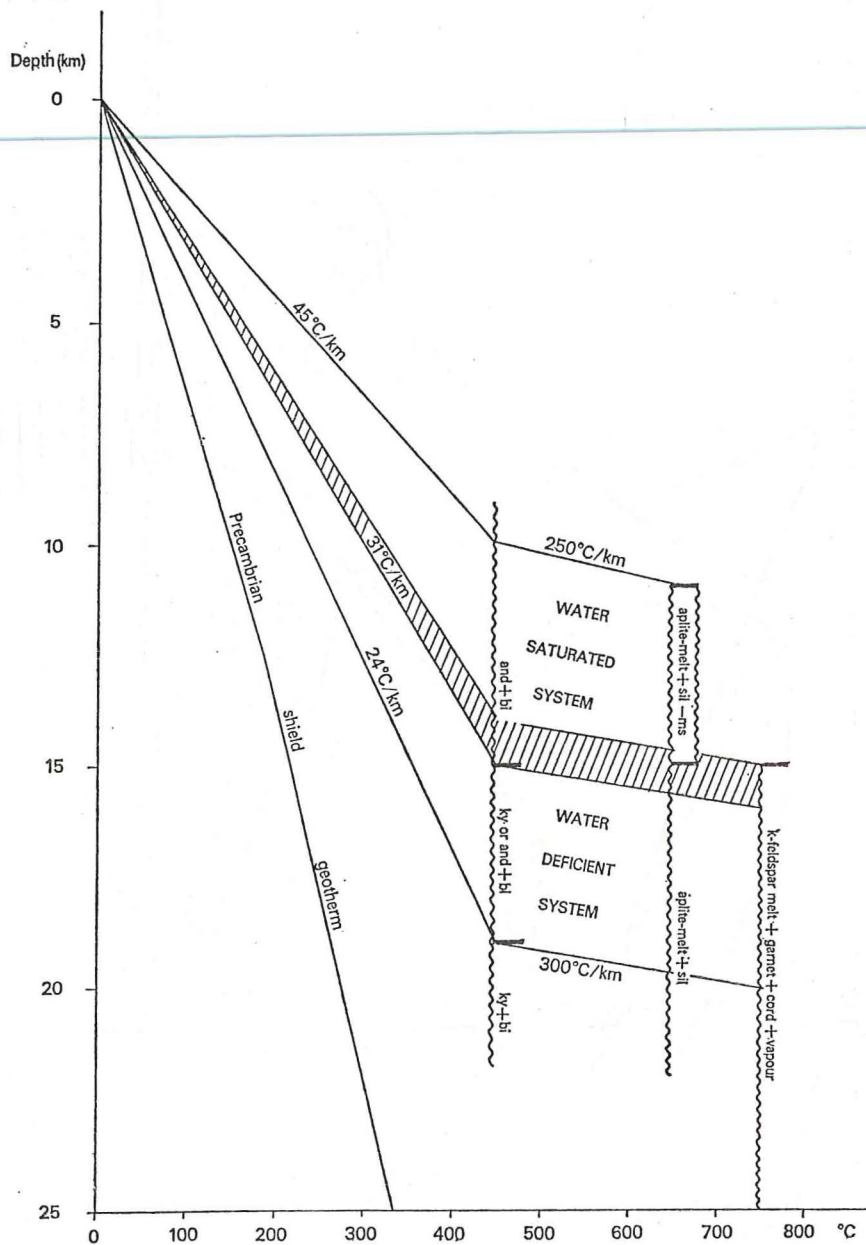 Depth (km)
0
5
10
15
20
25
0 100 200 300 400 500 600 700 800 °C
45°C/km
31°C/km
24°C/km
Precambrian
shield
geotherm
250°C/km
WATER
SATURATED
SYSTEM
and+bi
aplite-melt + sil —ms
WATER
DEFICIENT
SYSTEM
ky or and+bi
ky+bi
300°C/km
aplite-melt + sil
k-feldspar melt + garnet + cord + vapour